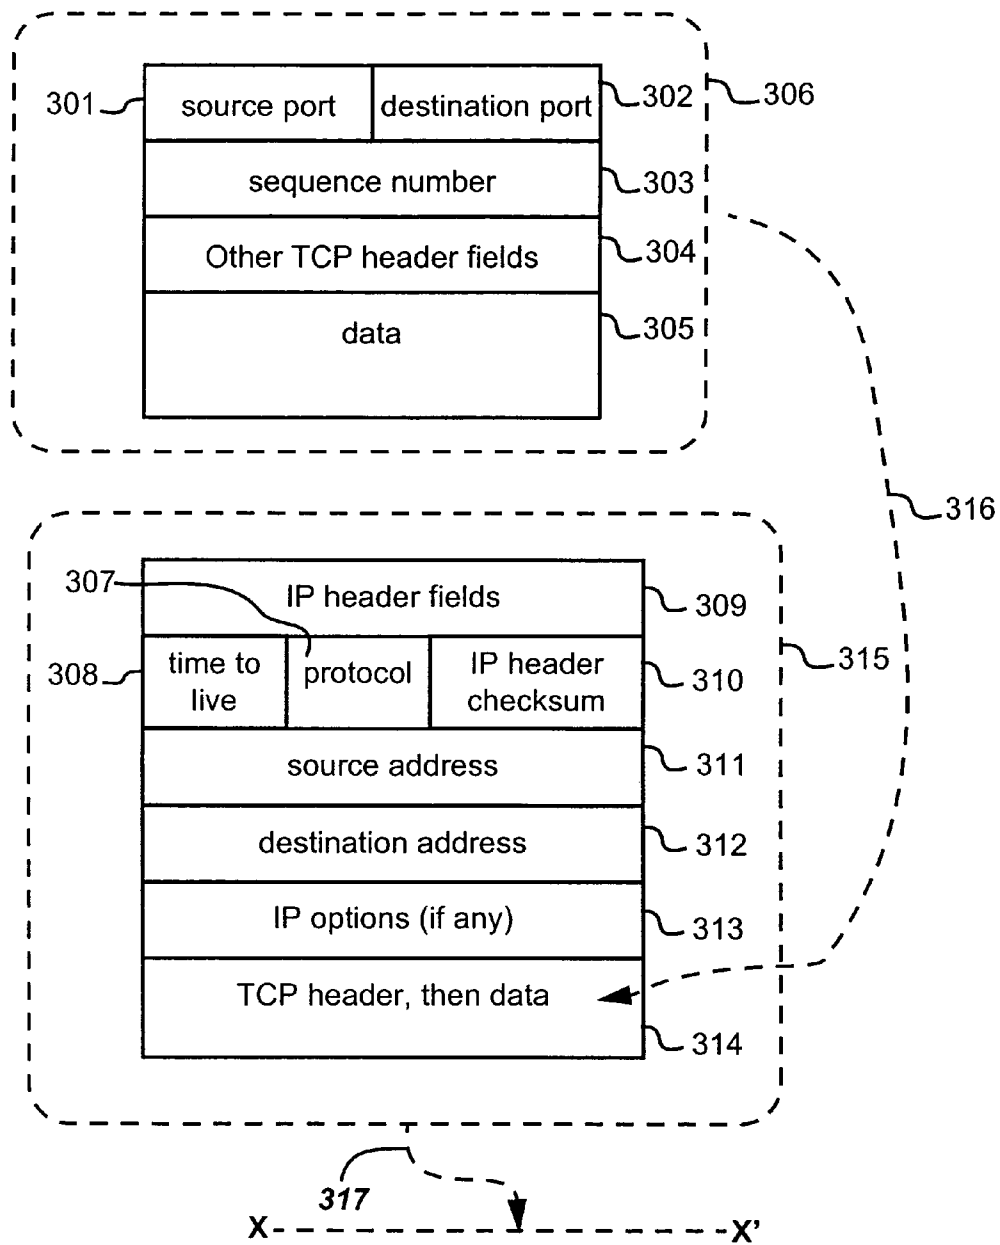 301 source port destination port 302 306
sequence number 303
Other TCP header fields 304
data 305
316
307 IP header fields 309
308 time to live protocol IP header checksum 310 315
source address 311
destination address 312
IP options (if any) 313
TCP header, then data
314
317
X X'